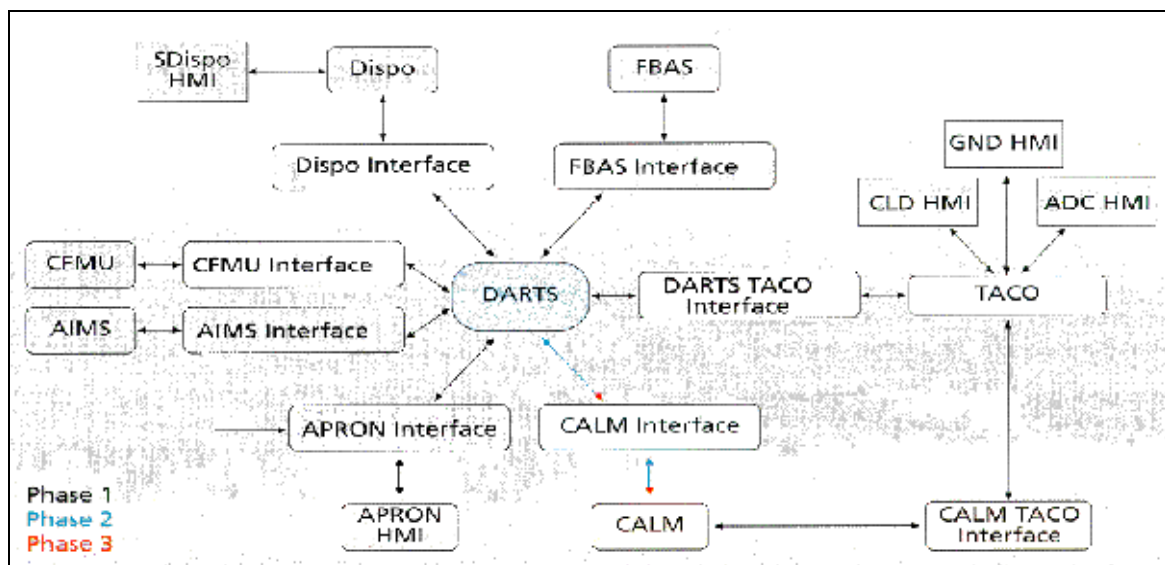 SDispo
HMI
Dispo
FBAS
Dispo Interface
FBAS Interface
GND HMI
CLD HMI
ADC HMI
CFMU
CFMU Interface
DARTS
DARTS TACO
Interface
TACO
AIMS
AIMS Interface
APRON Interface
CALM Interface
Phase 1
Phase 2
Phase 3
APRON
HMI
CALM
CALM TACO
Interface